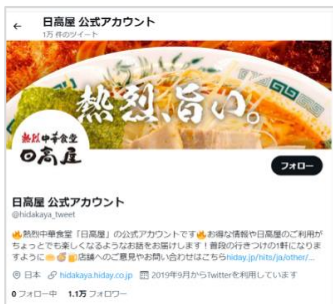 日高屋 公式アカウント
1万 件のツイート
熱烈、旨い。
熱烈中華食堂
日高屋
フォロー
日高屋 公式アカウント
@hidakaya_tweet
🔥熱烈中華食堂「日高屋」の公式アカウントです🔥お得な情報や日高屋のご利用が
ちょっとでも楽しくなるようなお話をお届けします！普段の行きつけの1軒になりま
すように🥟🍜🍺店舗へのご意見やお問い合わせはこちらhiday.jp/hits/ja/other/...
日本 hidakaya.hiday.co.jp 2019年9月からTwitterを利用しています
0 フォロー中 1.1万 フォロワー